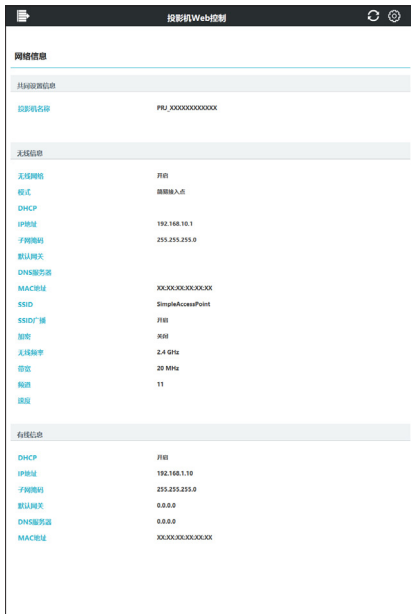 投影机Web控制
网络信息
共同设置信息
投影机名称 PRJ_XXXXXXXXXXXX
无线信息
无线网络 开启
模式 简易接入点
DHCP
IP地址 192.168.10.1
子网掩码 255.255.255.0
默认网关
DNS服务器
MAC地址 XX:XX:XX:XX:XX:XX
SSID SimpleAccessPoint
SSID广播 开启
加密 关闭
无线频率 2.4 GHz
带宽 20 MHz
频道 11
速度
有线信息
DHCP 开启
IP地址 192.168.1.10
子网掩码 255.255.255.0
默认网关 0.0.0.0
DNS服务器 0.0.0.0
MAC地址 XX:XX:XX:XX:XX:XX